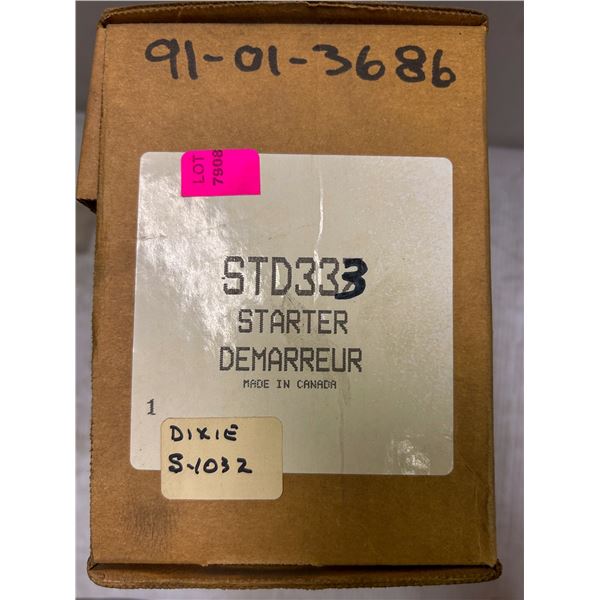 91-01-3686
LOT
7908
STD333
STARTER
DEMARREUR
MADE IN CANADA
1
DIXIE
S-1032